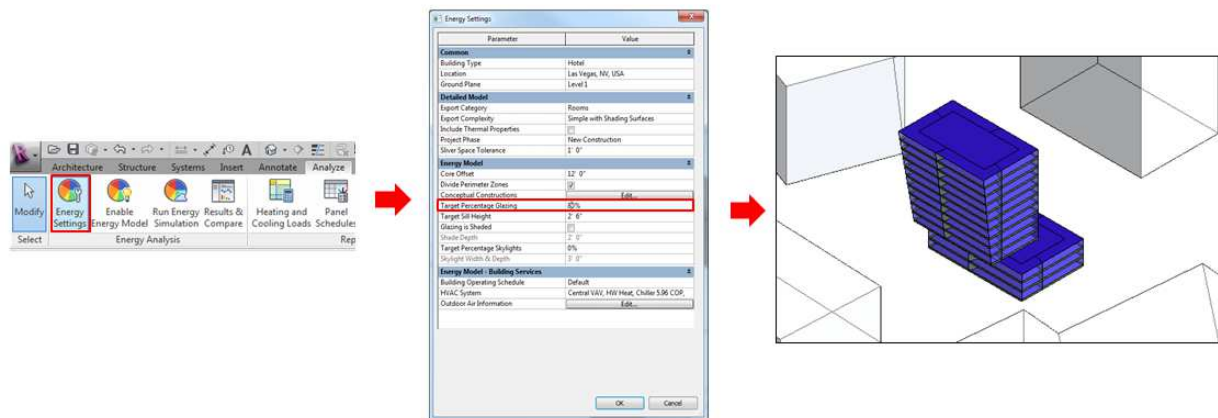 Architecture Structure Systems Insert Annotate Analyze
Modify
Energy Settings
Enable Energy Model
Run Energy Simulation
Results & Compare
Heating and Cooling Loads
Panel Schedules
Select
Energy Analysis
Rep
Energy Settings
Parameter Value
Common
Building Type Hotel
Location Las Vegas, NV, USA
Ground Plane Level 1
Detailed Model
Export Category Rooms
Export Complexity Simple with Shading Surfaces
Include Thermal Properties
Project Phase New Construction
Sliver Space Tolerance 1' 0"
Energy Model
Core Offset 12' 0"
Divide Perimeter Zones
Conceptual Constructions Edit...
Target Percentage Glazing
Target Sill Height 2' 6"
Glazing is Shaded
Shade Depth 2' 0"
Target Percentage Skylights 0%
Skylight Width & Depth 3' 0"
Energy Model - Building Services
Building Operating Schedule Default
HVAC System Central VAV, HW Heat, Chiller 5.96 COP,
Outdoor Air Information Edit...
OK Cancel